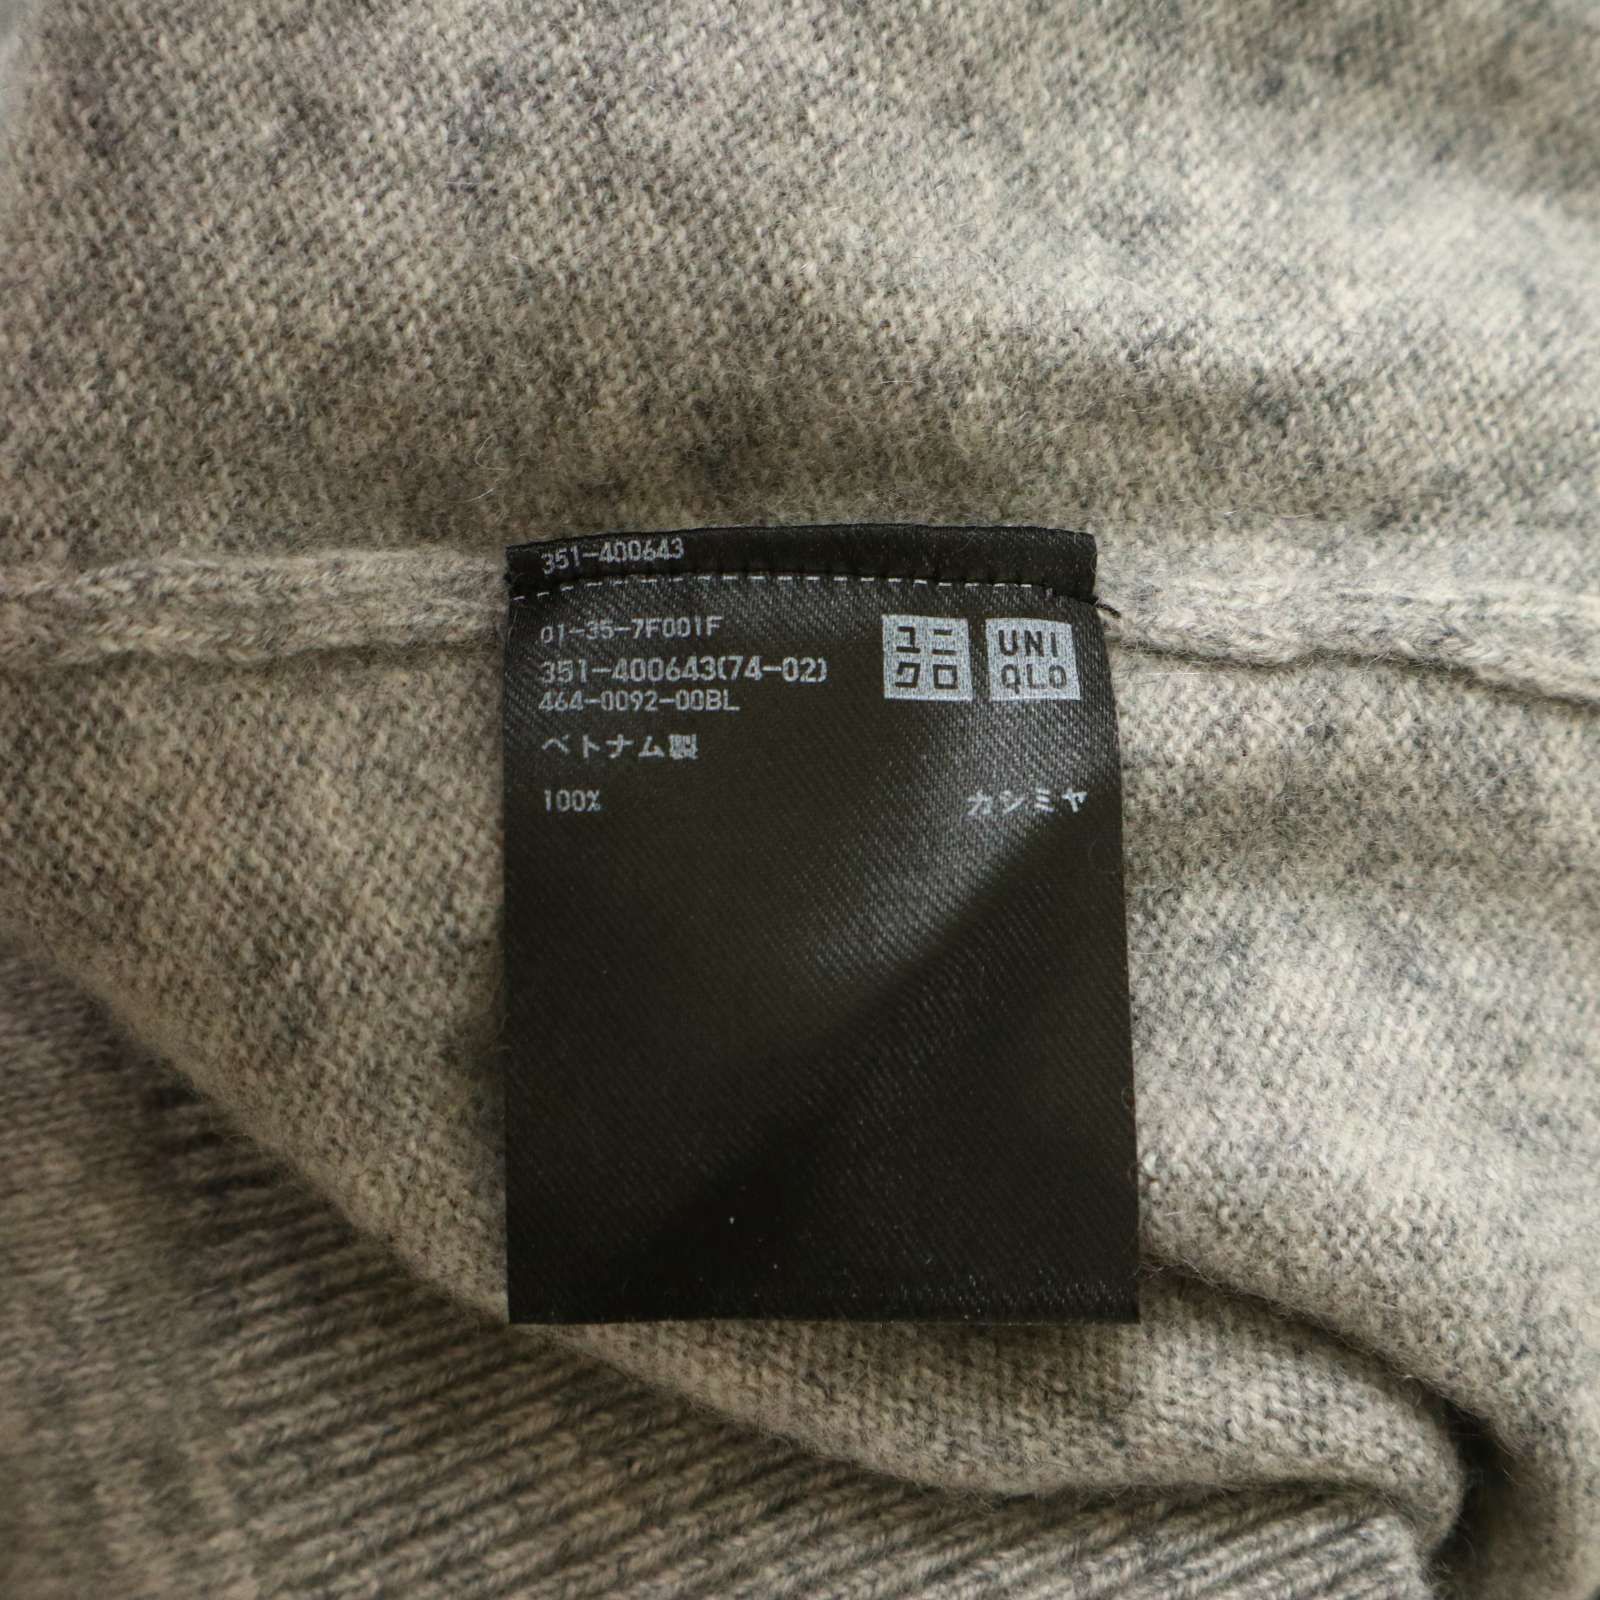 351-400643
01-35-7F001F
351-400643(74-02)
464-0092-00BL
ユニ
クロ
UNI
QLO
ベトナム製
100% カシミヤ